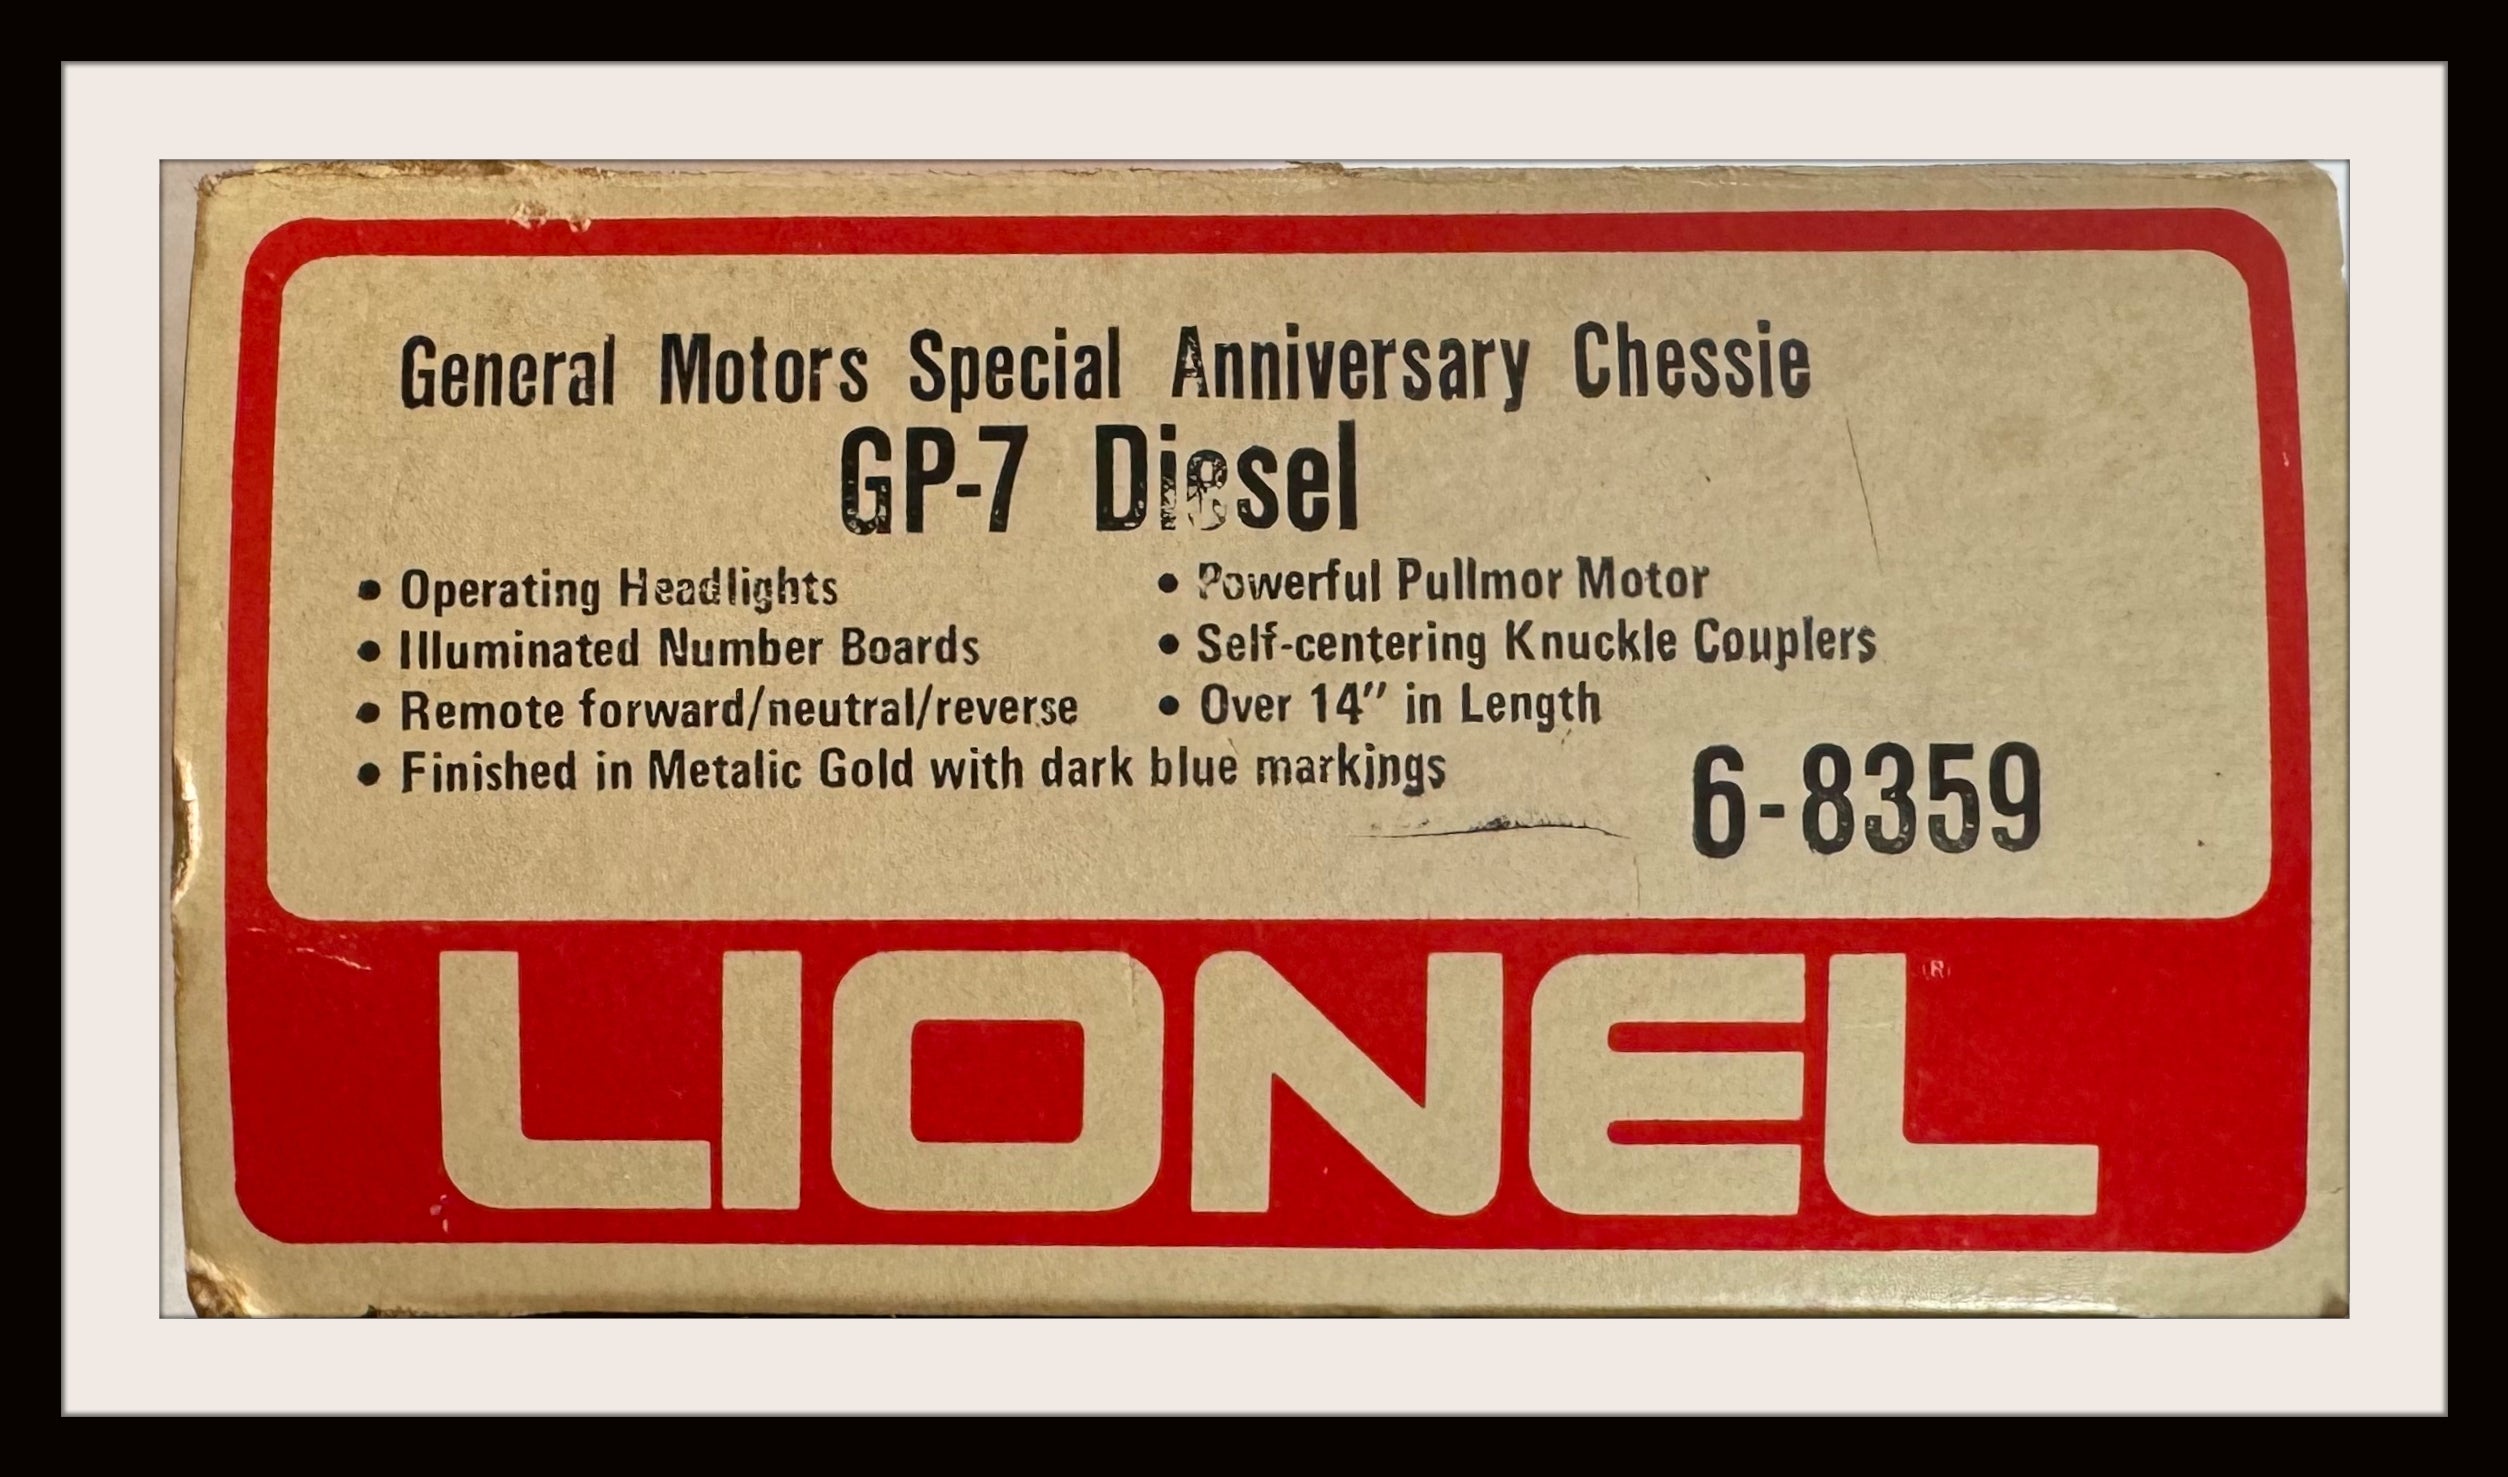 General Motors Special Anniversary Chessie
GP-7 Diesel
• Operating Headlights
• Illuminated Number Boards
• Remote forward/neutral/reverse
• Finished in Metalic Gold with dark blue markings
• Powerful Pullmor Motor
• Self-centering Knuckle Couplers
• Over 14″ in Length
6-8359
LIONEL®